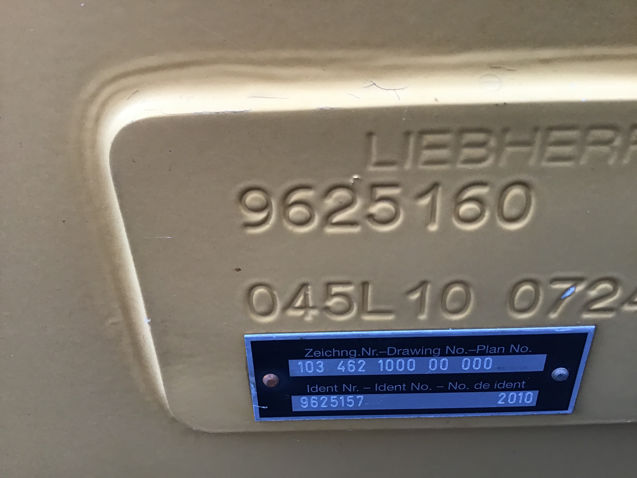 LIEBHERR
9625160
045L10 0724
Zeichng.Nr.–Drawing No.–Plan No.
103 462 1000 00 000
Ident Nr. – Ident No. – No. de ident
9625157 2010